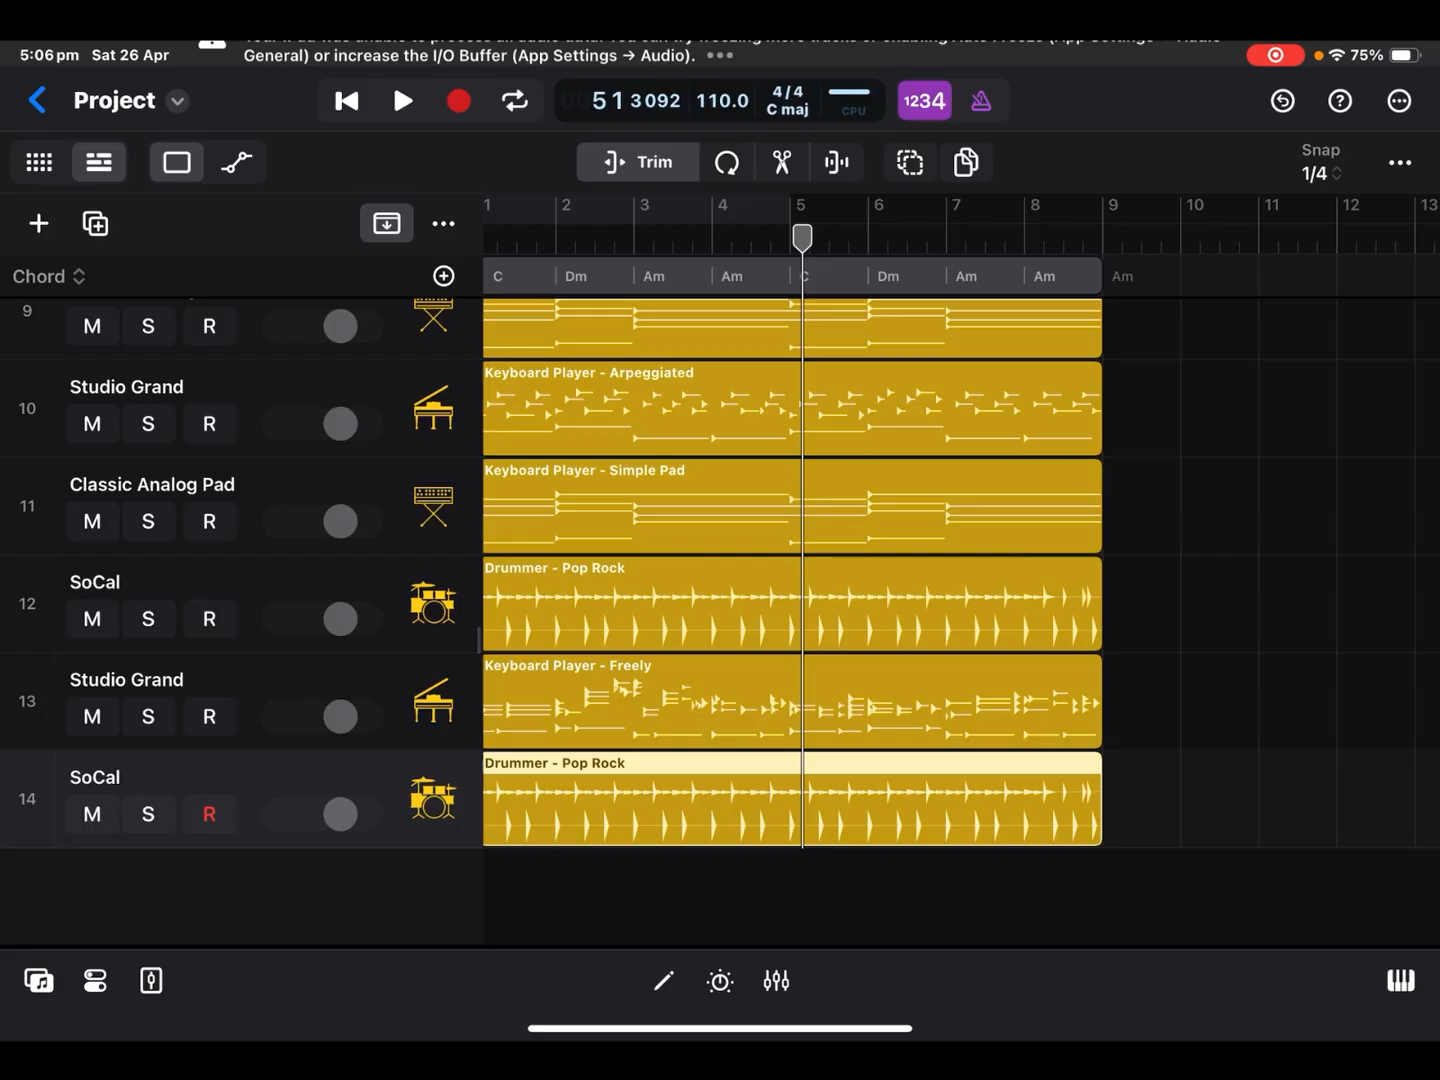 5:06 pm Sat 26 Apr
General) or increase the I/O Buffer (App Settings → Audio).
75%
Project
5 1 3 092
110.0
4/4
C maj
CPU
1234
Trim
Snap
1/4
1 2 3 4 5 6 7 8 9 10 11 12 13
Chord
C Dm Am Am C Dm Am Am Am
9
M S R
10
Studio Grand
M S R
Keyboard Player - Arpeggiated
11
Classic Analog Pad
M S R
Keyboard Player - Simple Pad
12
SoCal
M S R
Drummer - Pop Rock
13
Studio Grand
M S R
Keyboard Player - Freely
14
SoCal
M S R
Drummer - Pop Rock